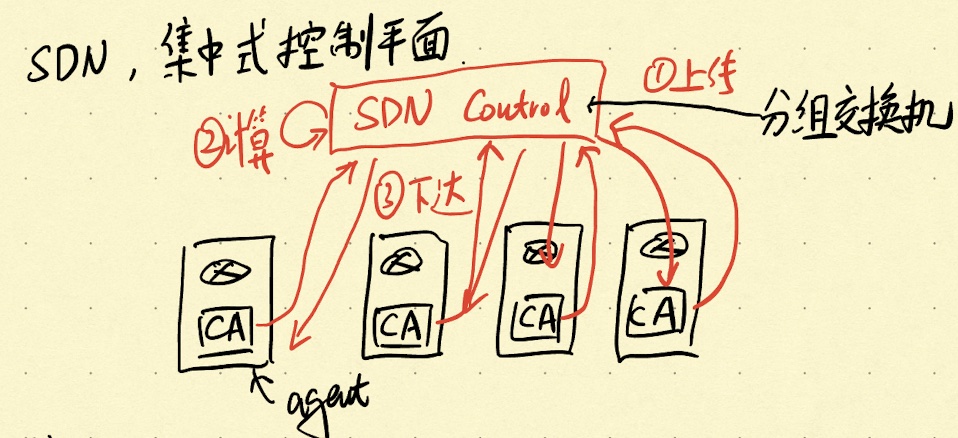 SDN，集中式控制平面.
①上传
SDN Control
②计算
分组交换机
③下达
CA
CA
CA
CA
agent